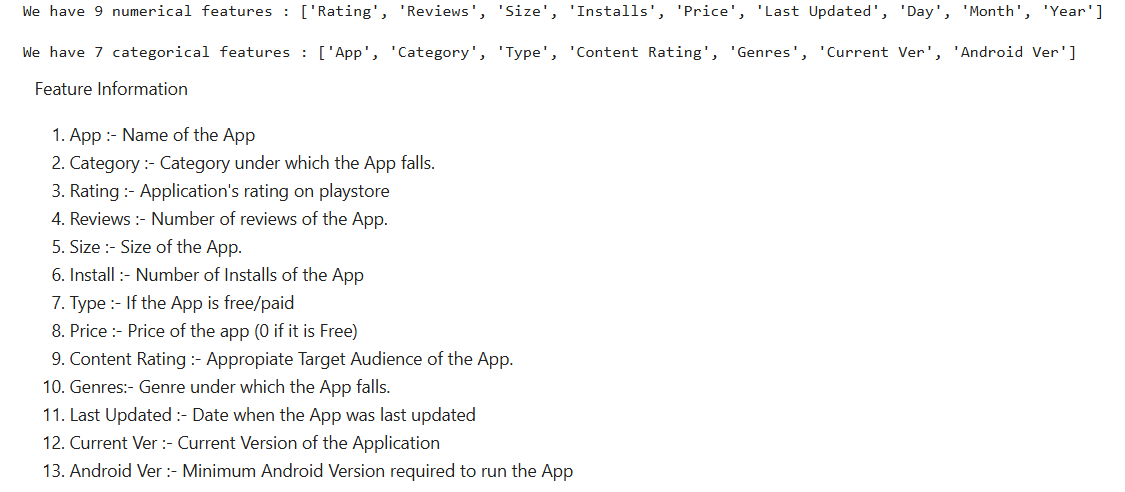 We have 9 numerical features : ['Rating', 'Reviews', 'Size', 'Installs', 'Price', 'Last Updated', 'Day', 'Month', 'Year']
We have 7 categorical features : ['App', 'Category', 'Type', 'Content Rating', 'Genres', 'Current Ver', 'Android Ver']
Feature Information
1. App :- Name of the App
2. Category :- Category under which the App falls.
3. Rating :- Application's rating on playstore
4. Reviews :- Number of reviews of the App.
5. Size :- Size of the App.
6. Install :- Number of Installs of the App
7. Type :- If the App is free/paid
8. Price :- Price of the app (0 if it is Free)
9. Content Rating :- Appropiate Target Audience of the App.
10. Genres:- Genre under which the App falls.
11. Last Updated :- Date when the App was last updated
12. Current Ver :- Current Version of the Application
13. Android Ver :- Minimum Android Version required to run the App